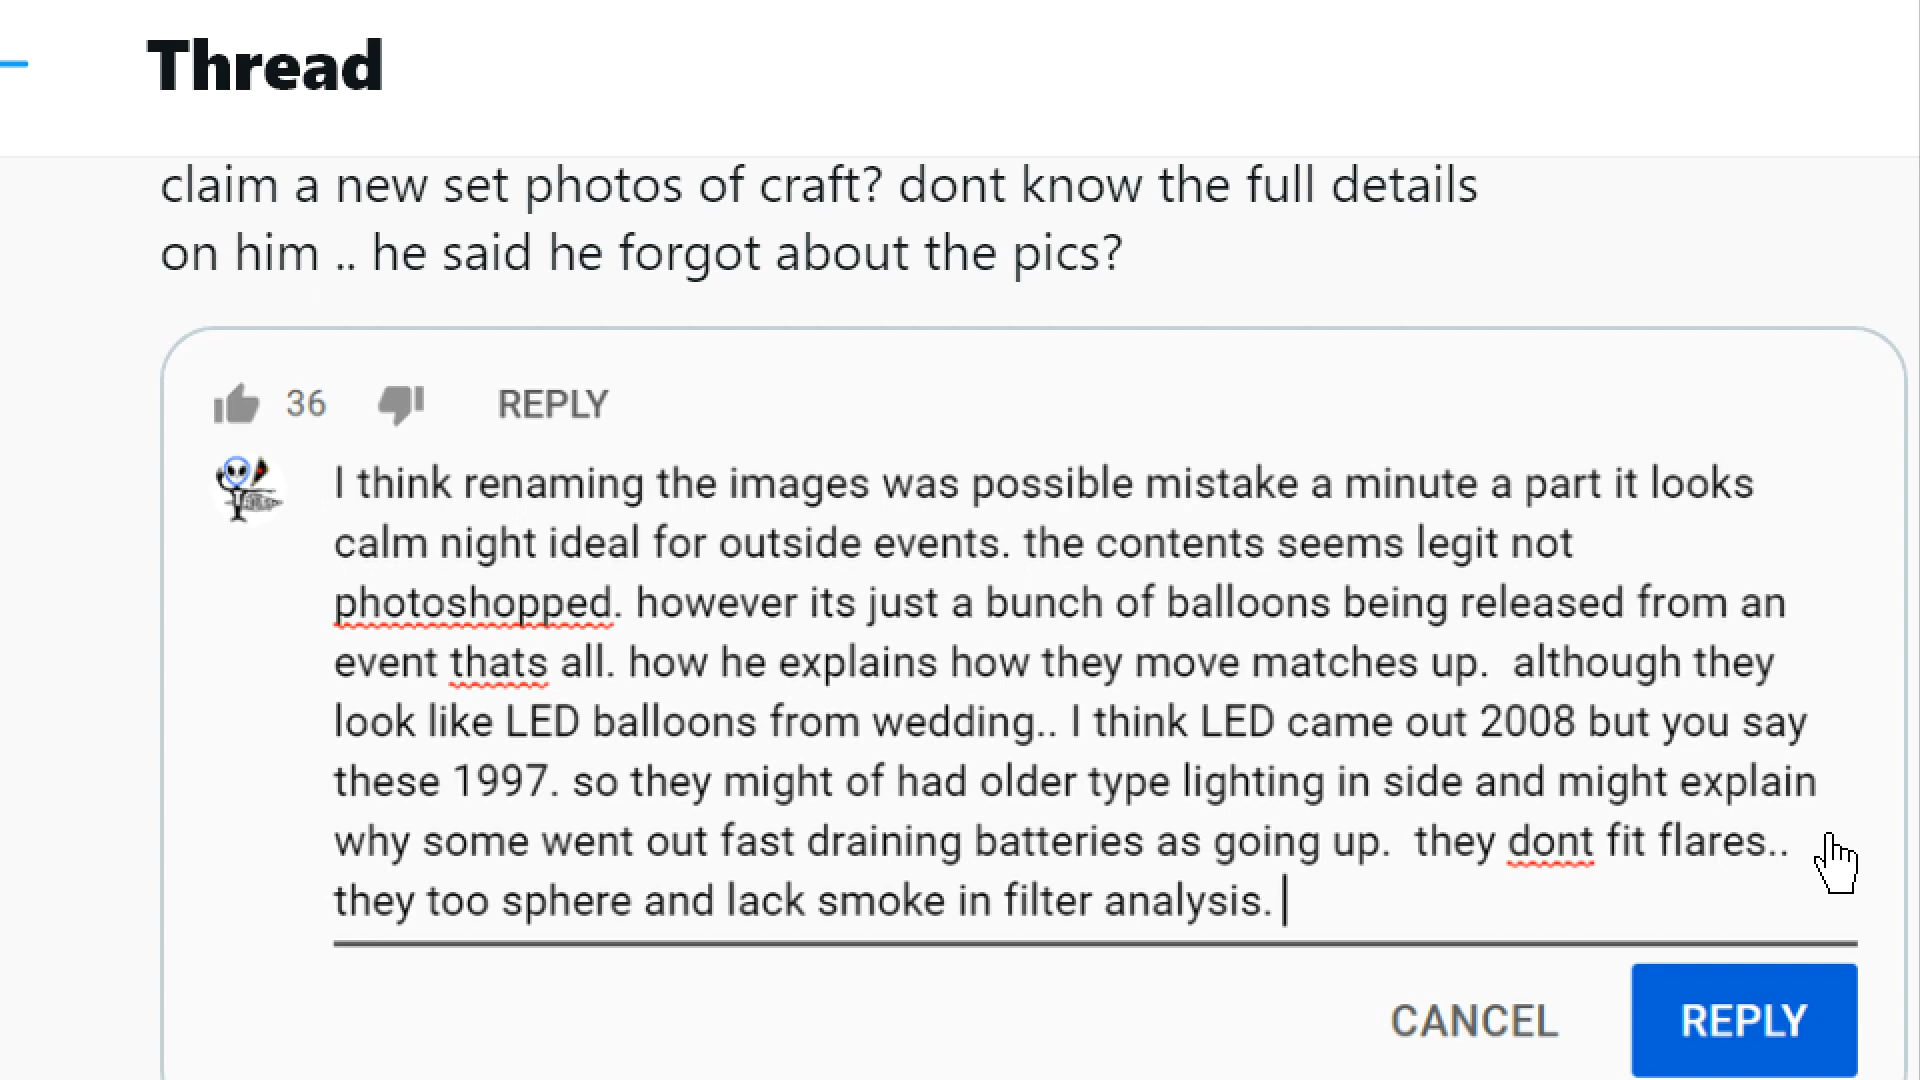 Thread
claim a new set photos of craft? dont know the full details
on him .. he said he forgot about the pics?
36 REPLY
I think renaming the images was possible mistake a minute a part it looks
calm night ideal for outside events. the contents seems legit not
photoshopped. however its just a bunch of balloons being released from an
event thats all. how he explains how they move matches up.  although they
look like LED balloons from wedding.. I think LED came out 2008 but you say
these 1997. so they might of had older type lighting in side and might explain
why some went out fast draining batteries as going up.  they dont fit flares..
they too sphere and lack smoke in filter analysis.
CANCEL REPLY